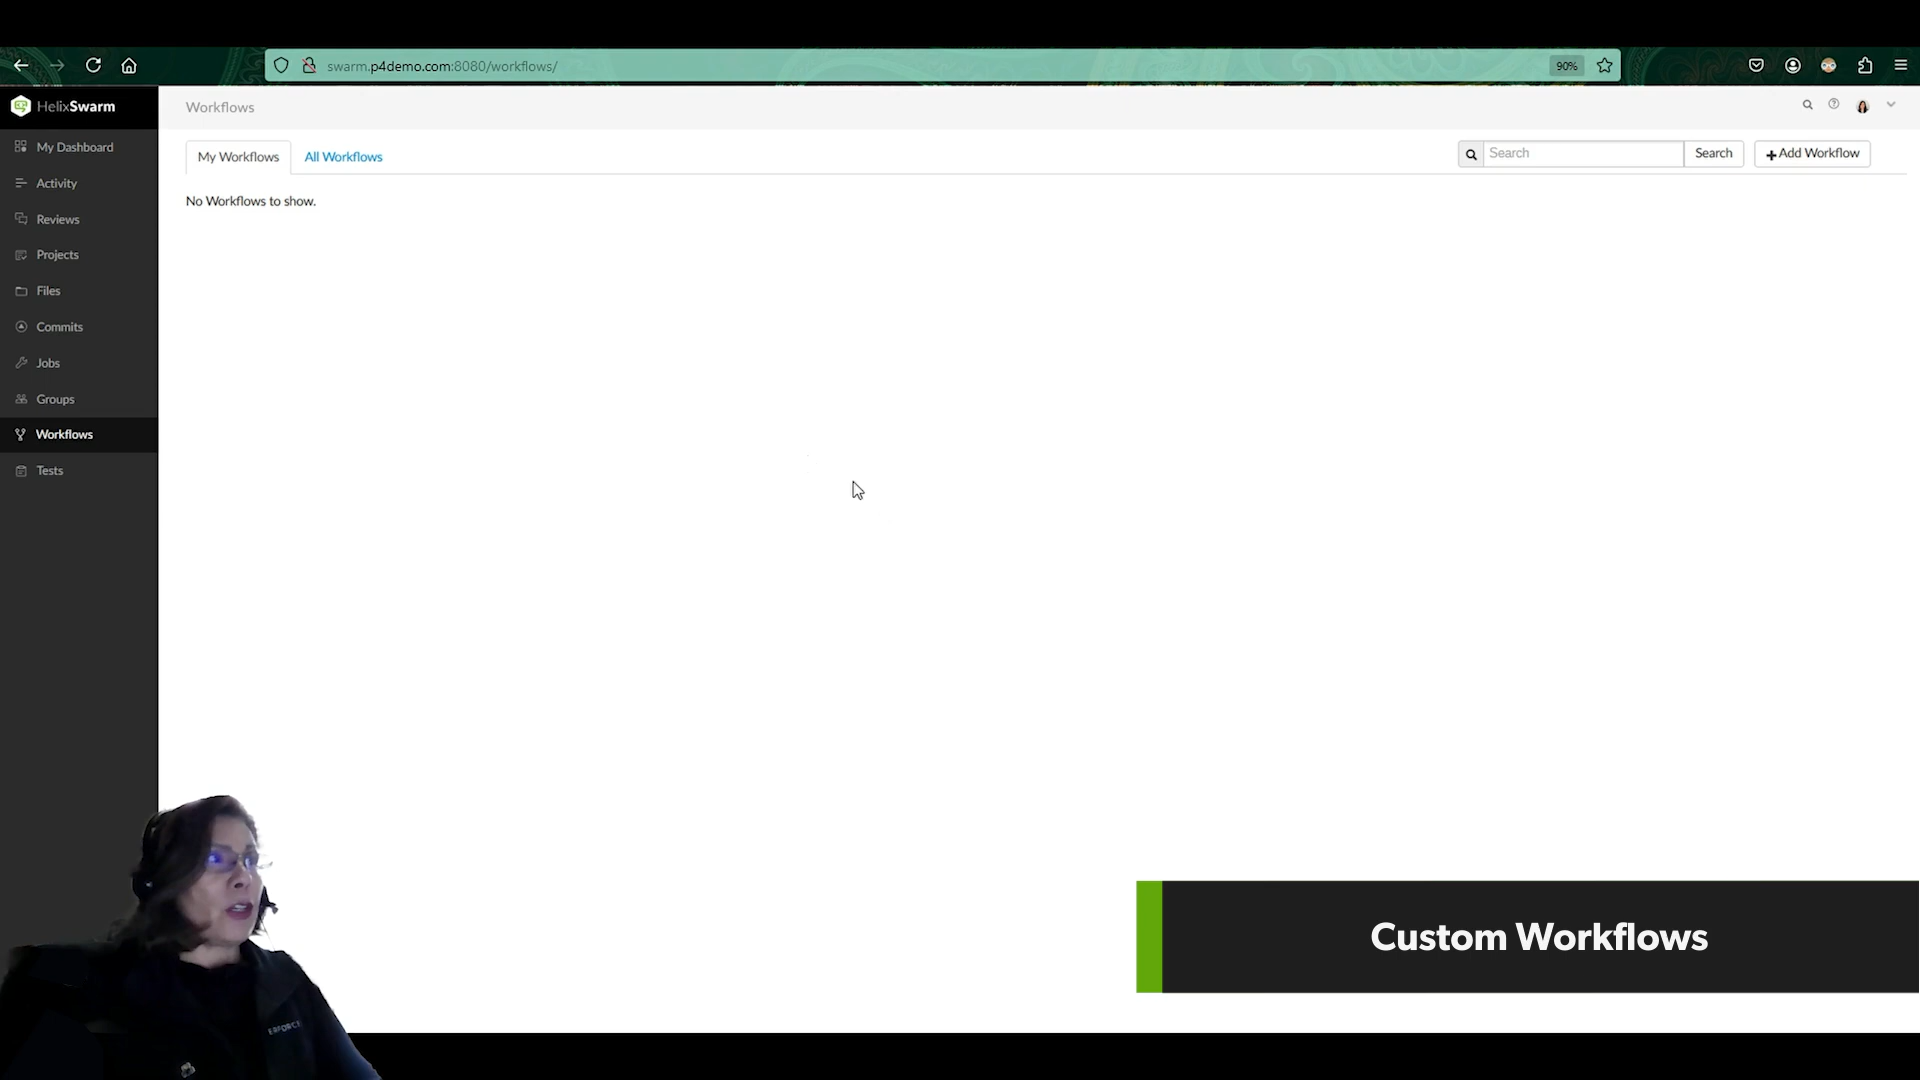 swarm.p4demo.com:8080/workflows/
90%
HelixSwarm
Workflows
My Dashboard
Activity
Reviews
Projects
Files
Commits
Jobs
Groups
Workflows
Tests
My Workflows
All Workflows
Search
Search
Add Workflow
No Workflows to show.
ERFORCE
Custom Workflows